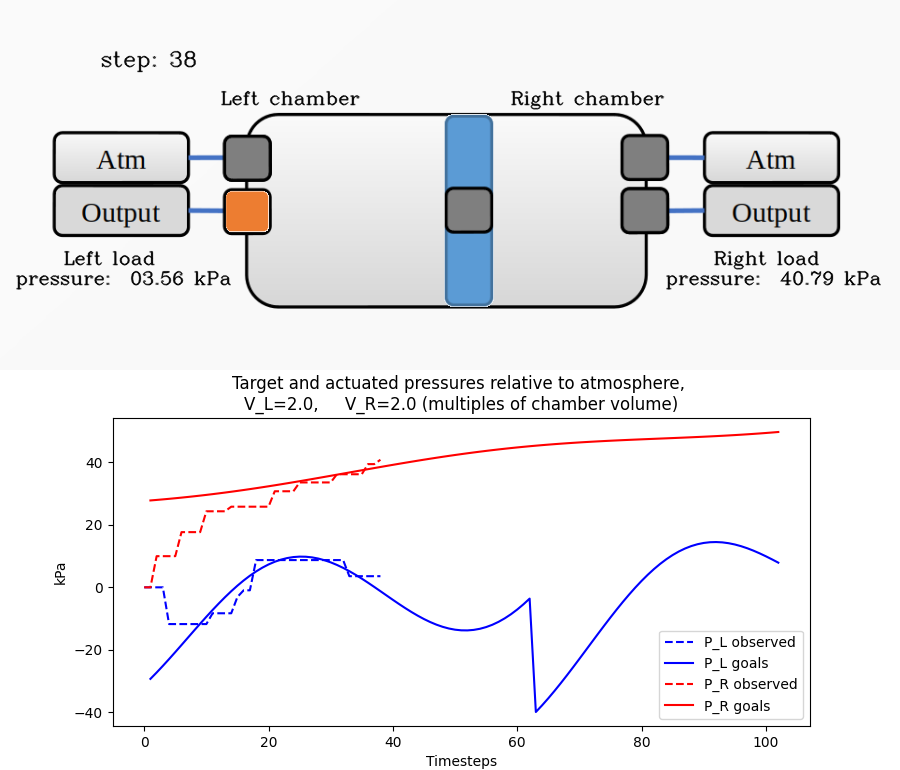 step: 38
Left chamber
Right chamber
Atm
Atm
Output
Output
Left load
pressure: 03.56 kPa
Right load
pressure: 40.79 kPa
Target and actuated pressures relative to atmosphere,
V_L=2.0, V_R=2.0 (multiples of chamber volume)
kPa
40
20
0
−20
−40
0
20
40
60
80
100
Timesteps
P_L observed
P_L goals
P_R observed
P_R goals